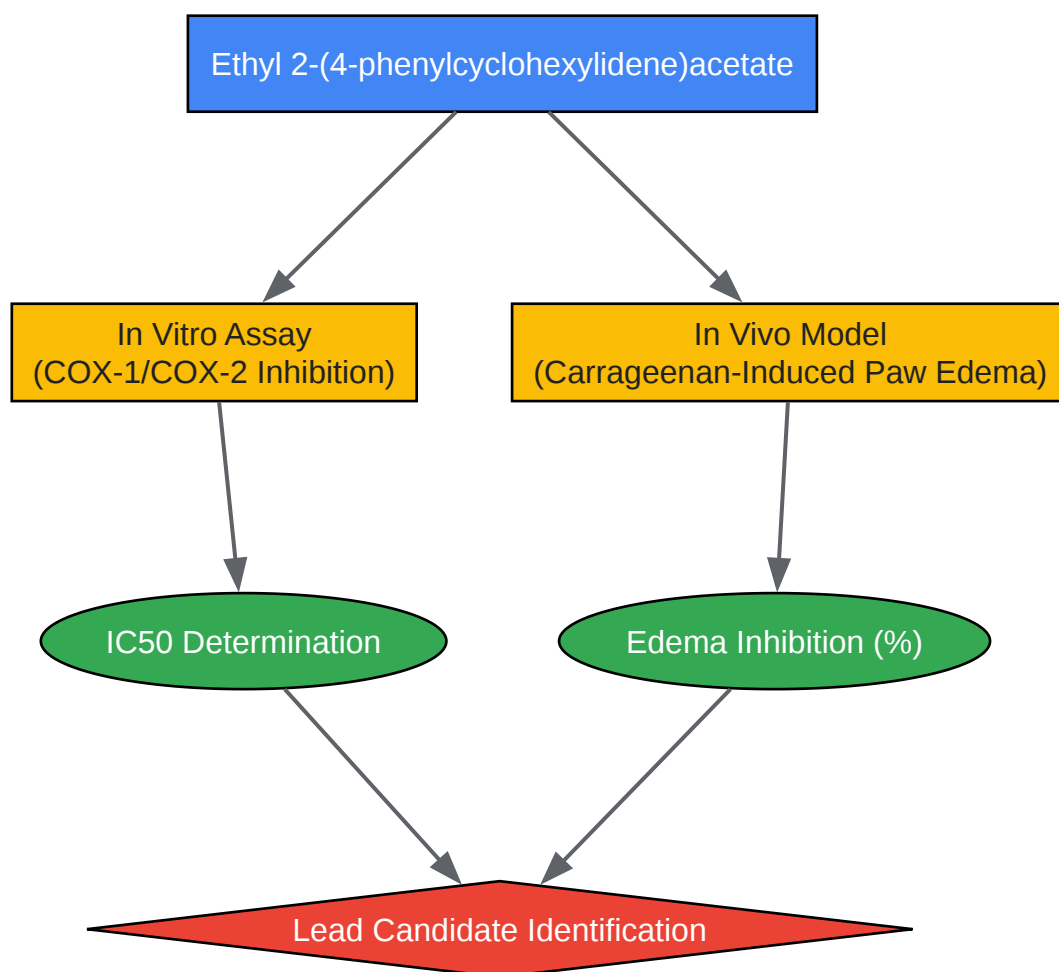 Ethyl 2-(4-phenylcyclohexylidene)acetate
In Vitro Assay
(COX-1/COX-2 Inhibition)
In Vivo Model
(Carrageenan-Induced Paw Edema)
IC50 Determination
Edema Inhibition (%)
Lead Candidate Identification